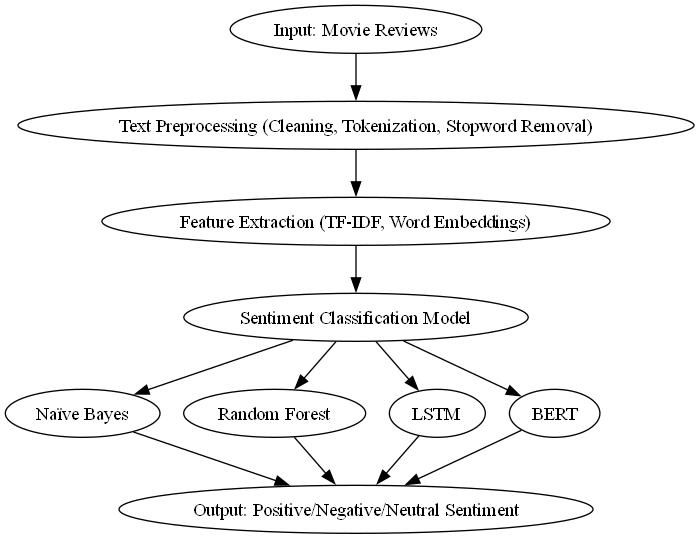 Input: Movie Reviews
Text Preprocessing (Cleaning, Tokenization, Stopword Removal)
Feature Extraction (TF-IDF, Word Embeddings)
Sentiment Classification Model
Naïve Bayes
Random Forest
LSTM
BERT
Output: Positive/Negative/Neutral Sentiment